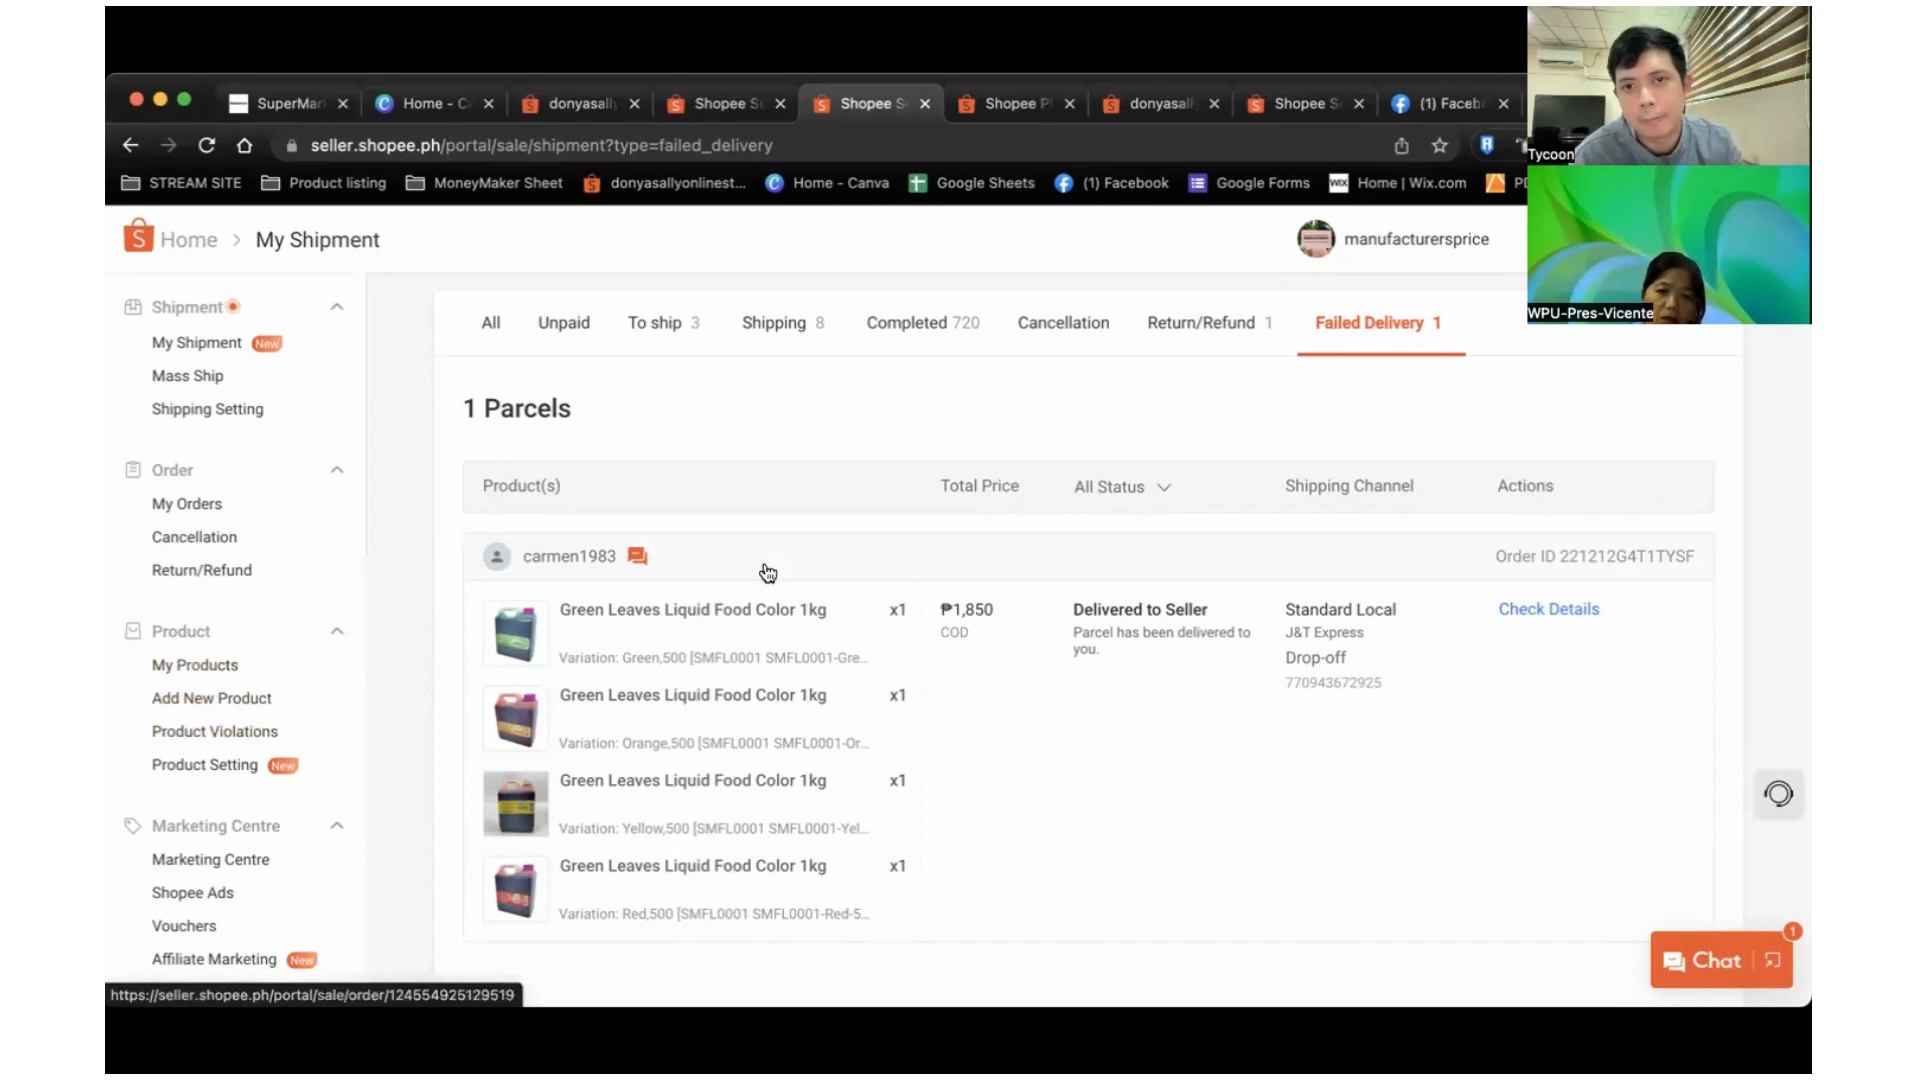 SuperMar
Home - C
donyasally
Shopee S
Shopee S
Shopee P
donyasall
Shopee S
(1) Faceb
seller.shopee.ph/portal/sale/shipment?type=failed_delivery
STREAM SITE
Product listing
MoneyMaker Sheet
donyasallyonlinest...
Home - Canva
Google Sheets
(1) Facebook
Google Forms
WIX
Home | Wix.com
Tycoon
WPU-Pres-Vicente
Home > My Shipment
manufacturersprice
Shipment
My Shipment New
Mass Ship
Shipping Setting
Order
My Orders
Cancellation
Return/Refund
Product
My Products
Add New Product
Product Violations
Product Setting New
Marketing Centre
Marketing Centre
Shopee Ads
Vouchers
Affiliate Marketing New
https://seller.shopee.ph/portal/sale/order/124554925129519
All
Unpaid
To ship 3
Shipping 8
Completed 720
Cancellation
Return/Refund 1
Failed Delivery 1
1 Parcels
Product(s)
Total Price
All Status
Shipping Channel
Actions
carmen1983
Order ID 221212G4T1TYSF
Green Leaves Liquid Food Color 1kg x1
Variation: Green,500 [SMFL0001 SMFL0001-Gre...
Green Leaves Liquid Food Color 1kg x1
Variation: Orange,500 [SMFL0001 SMFL0001-Or...
Green Leaves Liquid Food Color 1kg x1
Variation: Yellow,500 [SMFL0001 SMFL0001-Yel...
Green Leaves Liquid Food Color 1kg x1
Variation: Red,500 [SMFL0001 SMFL0001-Red-5...
₱1,850
COD
Delivered to Seller
Parcel has been delivered to
you.
Standard Local
J&T Express
Drop-off
770943672925
Check Details
Chat
1